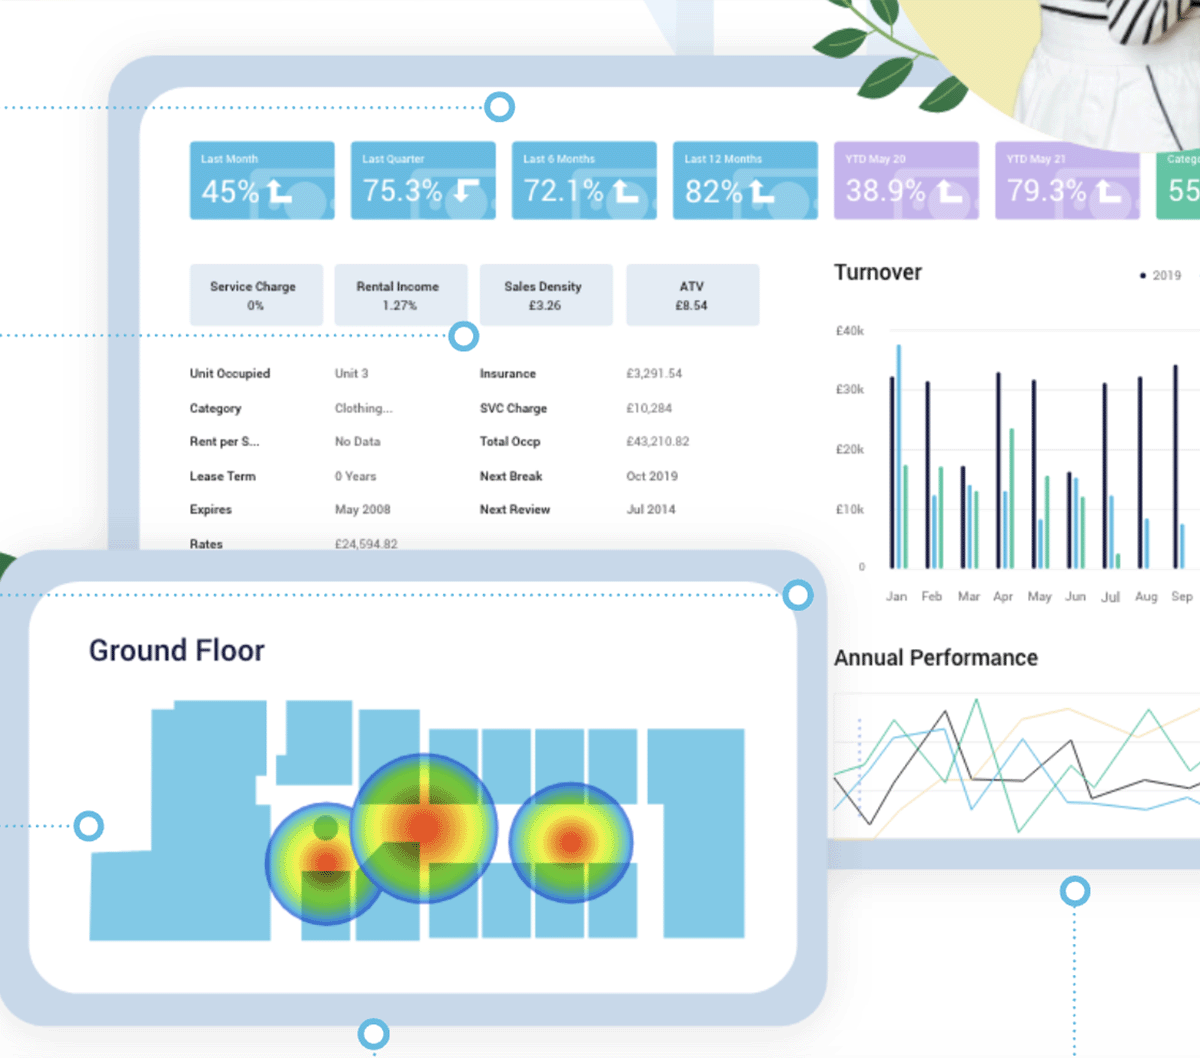 Last Month
45%
Last Quarter
75.3%
Last 6 Months
72.1%
Last 12 Months
82%
YTD May 20
38.9%
YTD May 21
79.3%
55
Service Charge
0%
Rental Income
1.27%
Sales Density
£3.26
ATV
£8.54
Unit Occupied Unit 3 Insurance £3,291.54
Category Clothing... SVC Charge £10,284
Rent per S... No Data Total Occp £43,210.82
Lease Term 0 Years Next Break Oct 2019
Expires May 2008 Next Review Jul 2014
Rates £24,594.82
Turnover
2019
£40k
£30k
£20k
£10k
0
Jan Feb Mar Apr May Jun Jul Aug Sep
Annual Performance
Ground Floor